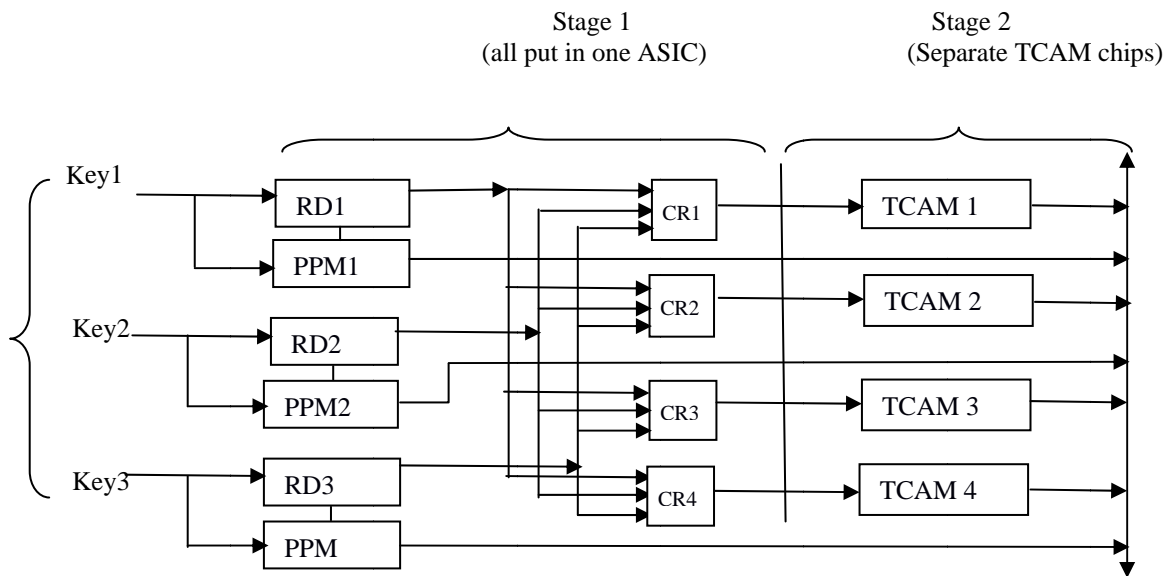 Stage 1
(all put in one ASIC)
Stage 2
(Separate TCAM chips)
Key1
RD1
PPM1
CR1
TCAM 1
CR2
TCAM 2
Key2
RD2
PPM2
CR3
TCAM 3
Key3
RD3
PPM
CR4
TCAM 4